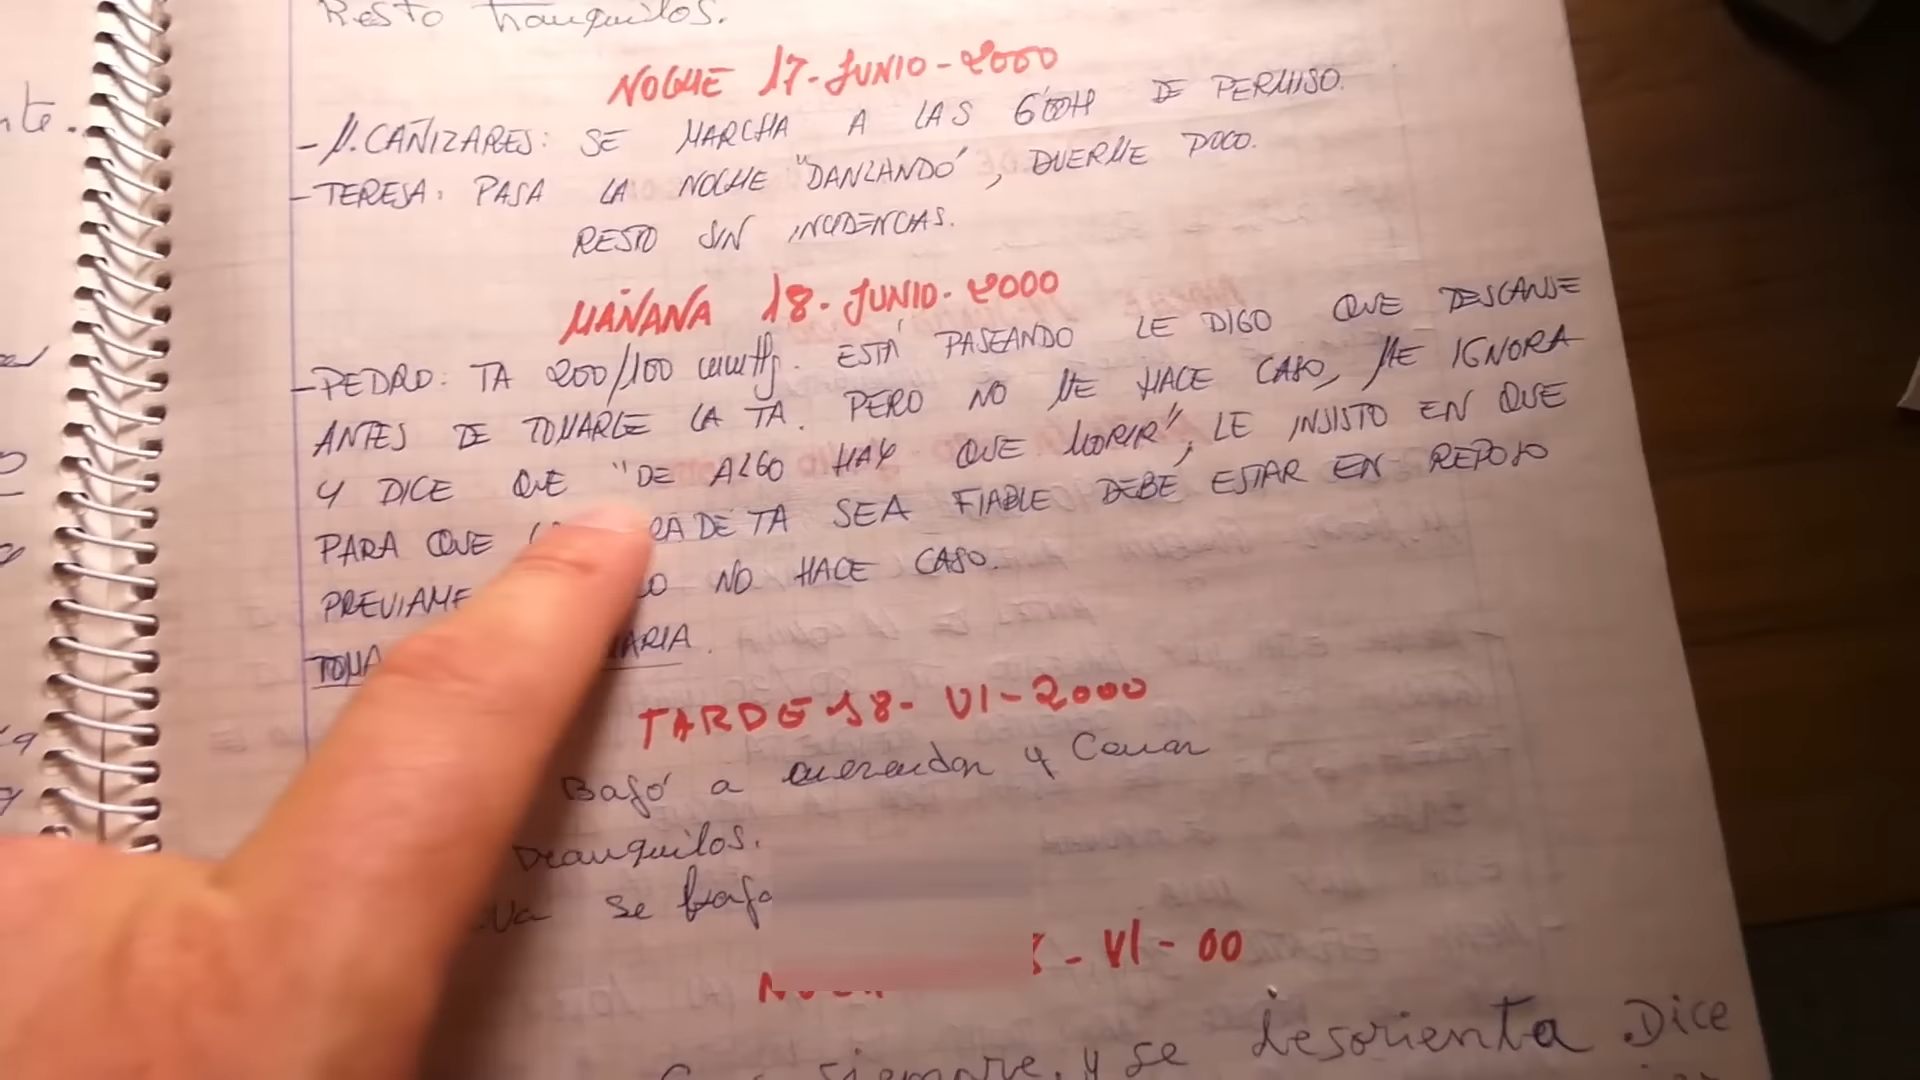 Resto tranquilos.
NOCHE 17-JUNIO-2000
-M.CAÑIZARES: SE MARCHA A LAS 6'00H DE PERMISO.
-TERESA: PASA LA NOCHE "DANZANDO", DUERME POCO.
RESTO SIN INCIDENCIAS.
MAÑANA 18-JUNIO-2000
-PEDRO: TA 200/100 mmHg. ESTÁ PASEANDO LE DIGO QUE DESCANSE
ANTES DE TOMARLE LA TA. PERO NO ME HACE CASO, ME IGNORA
Y DICE QUE "DE ALGO HAY QUE MORIR", LE INSISTO EN QUE
PARA QUE DE TA SEA FIABLE DEBE ESTAR EN REPOSO
PREVIAME NO HACE CASO.
TOMA
TARDE 18-VI-2000
Bajó a merendar y Cenar
Tranquilos.
se bajo
-VI-00
siempre, y se desorienta. Dice